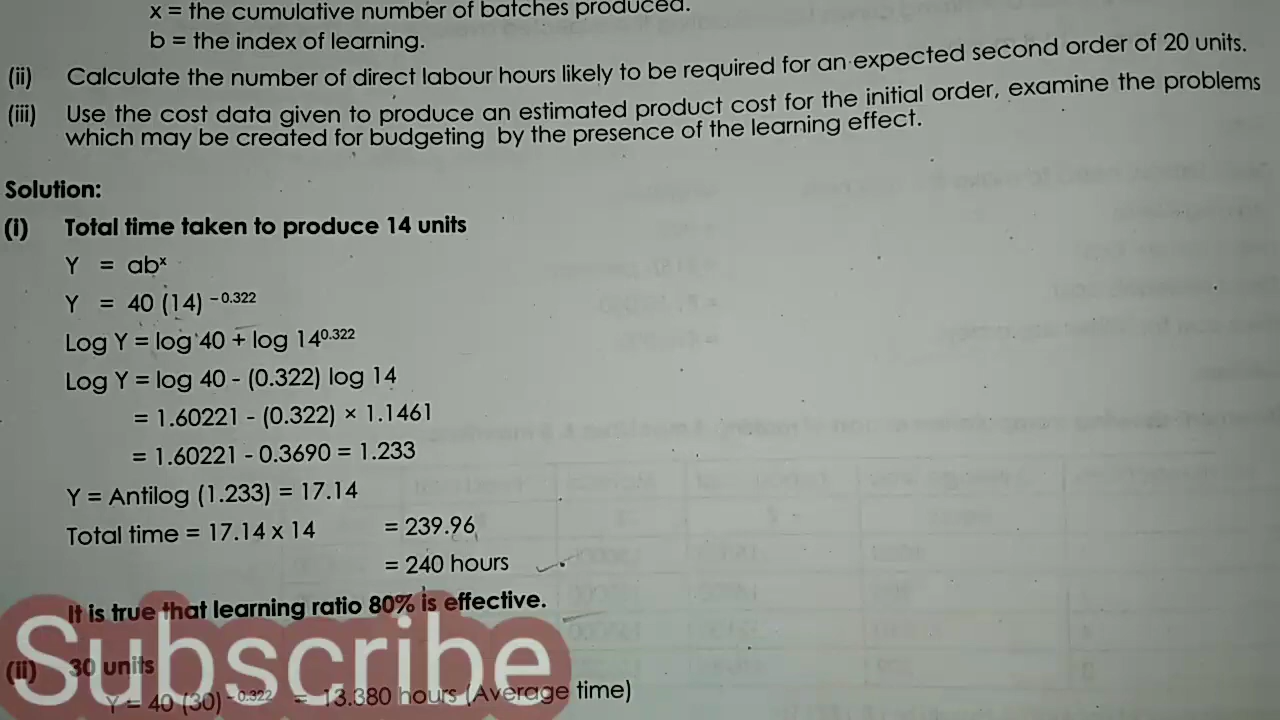 x = the cumulative number of batches produced.
b = the index of learning.
(ii) Calculate the number of direct labour hours likely to be required for an expected second order of 20 units.
(iii) Use the cost data given to produce an estimated product cost for the initial order, examine the problems
which may be created for budgeting by the presence of the learning effect.
Solution:
(i) Total time taken to produce 14 units
Y = abˣ
Y = 40 (14) ⁻⁰·³²²
Log Y = log 40 + log 14⁰·³²²
Log Y = log 40 - (0.322) log 14
= 1.60221 - (0.322) × 1.1461
= 1.60221 - 0.3690 = 1.233
Y = Antilog (1.233) = 17.14
Total time = 17.14 x 14 = 239.96
= 240 hours
It is true that learning ratio 80% is effective.
Subscribe
(ii) 30 units
Y = 40 (30) ⁻⁰·³²² = 13.380 hours (Average time)